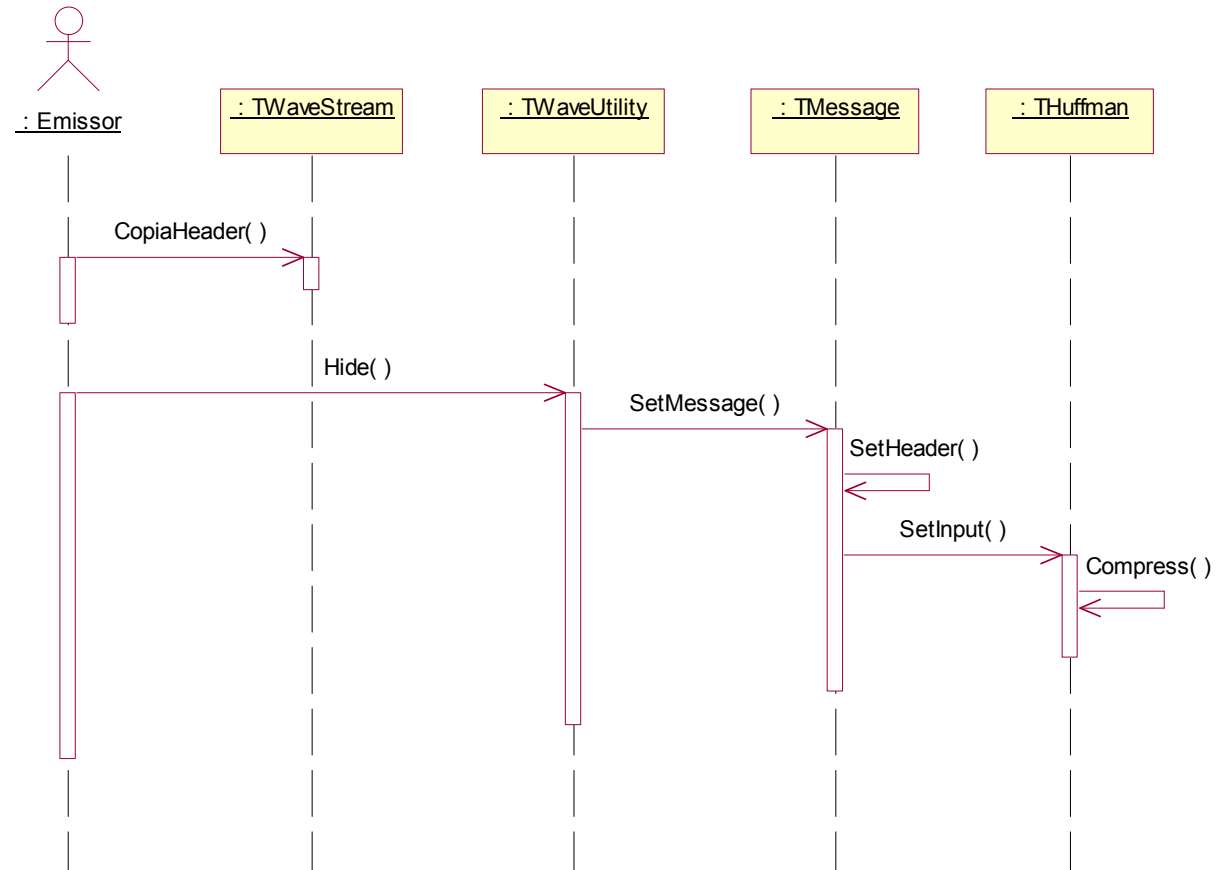 : Emissor
: TWaveStream
: TWaveUtility
: TMessage
: THuffman
CopiaHeader( )
Hide( )
SetMessage( )
SetHeader( )
SetInput( )
Compress( )